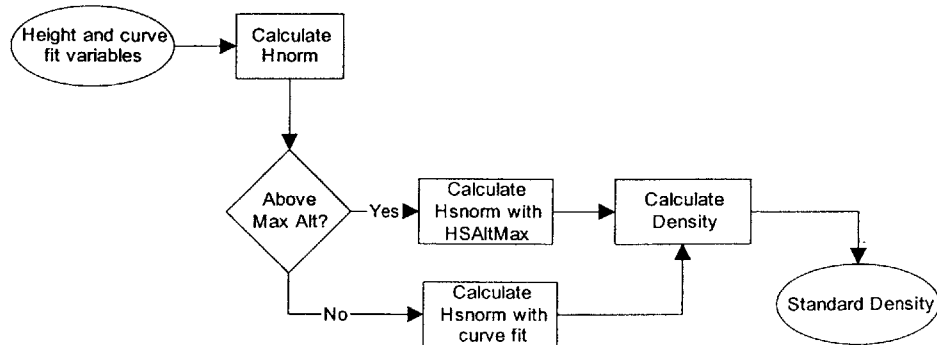 Height and curve
fit variables
Calculate
Hnorm
Above
Max Alt?
Yes
Calculate
Hsnorm with
HSAltMax
Calculate
Density
No
Calculate
Hsnorm with
curve fit
Standard Density